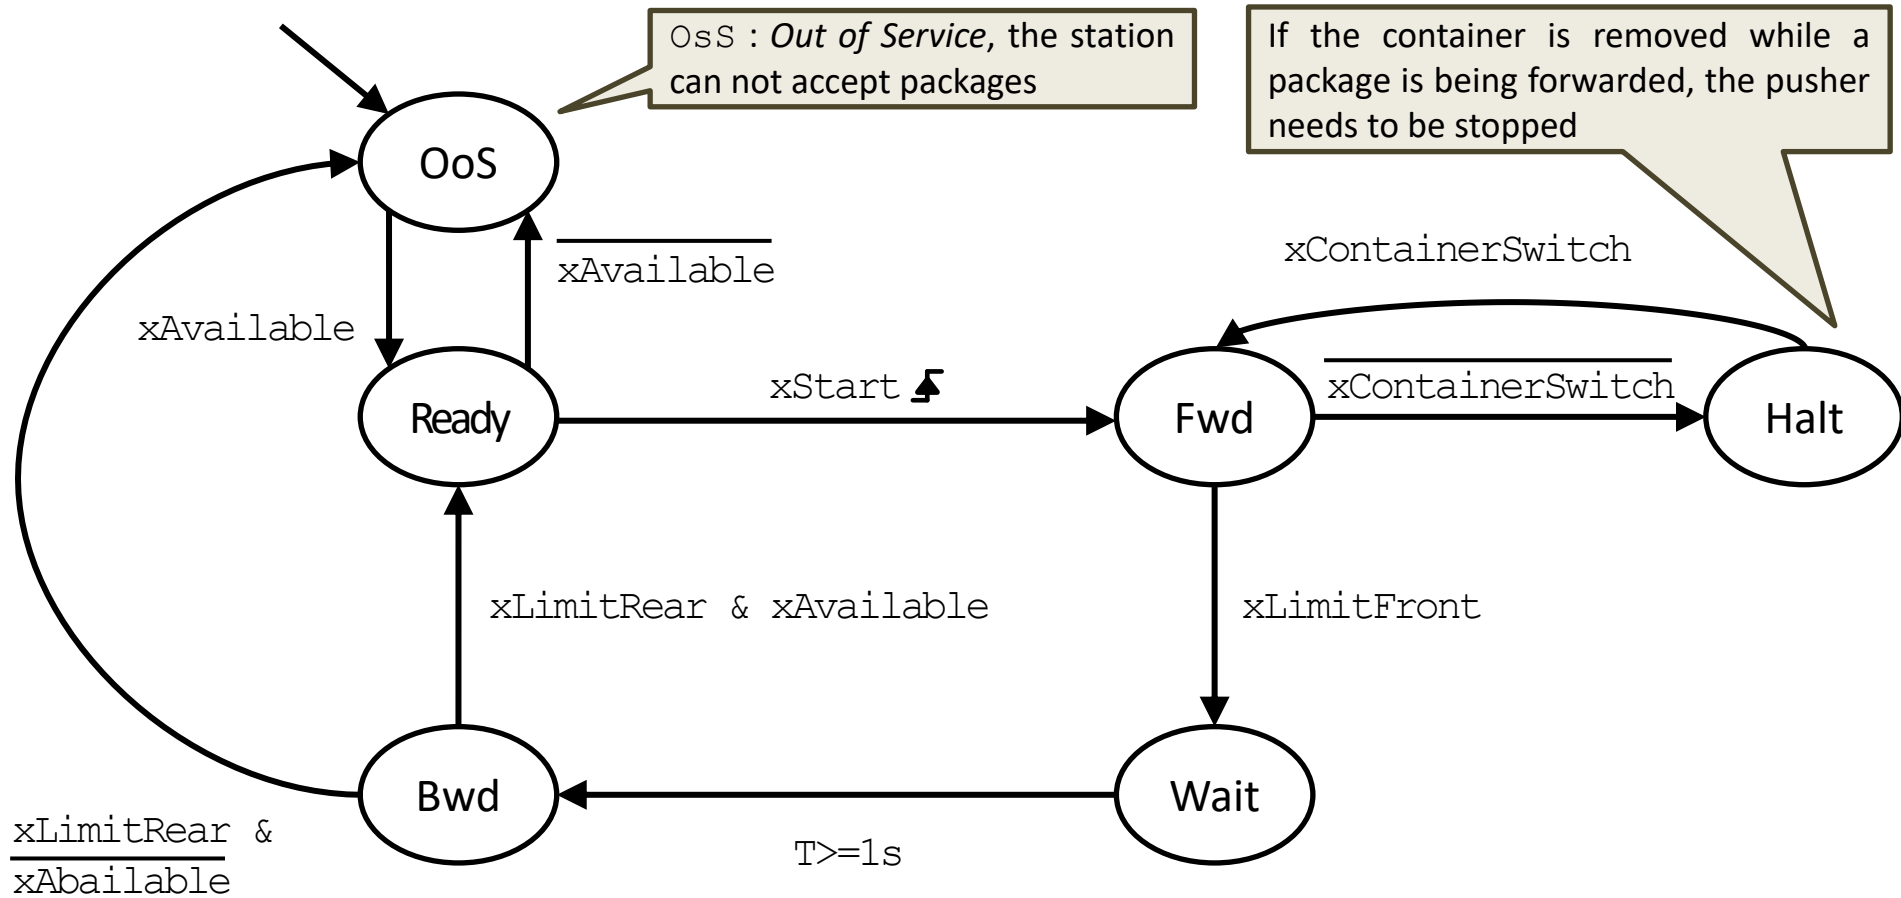 OsS : Out of Service, the station
can not accept packages
If the container is removed while a
package is being forwarded, the pusher
needs to be stopped
OoS
xAvailable
xContainerSwitch
xAvailable
xStart
xContainerSwitch
Ready
Fwd
Halt
xLimitRear & xAvailable
xLimitFront
Bwd
Wait
xLimitRear &
xAbailable
T>=1s